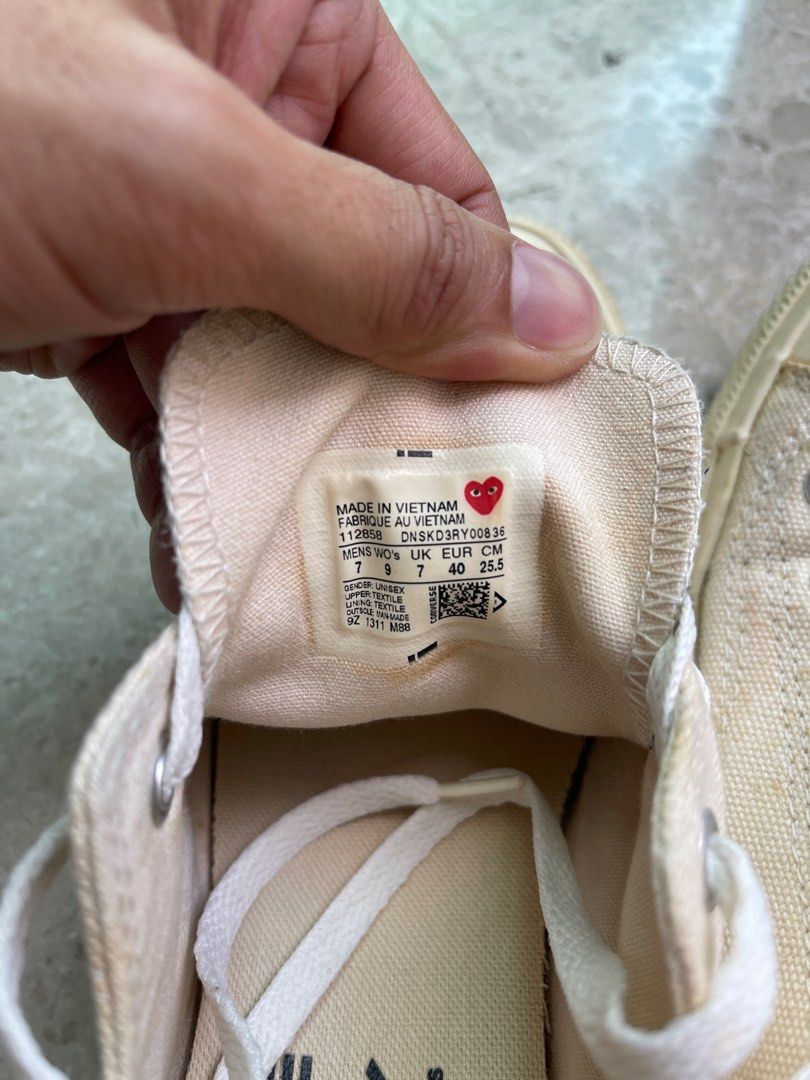 MADE IN VIETNAM
FABRIQUE AU VIETNAM
112858 DNSKD3RY00836
MENS WO's UK EUR CM
7 9 7 40 25.5
GENDER: UNISEX
UPPER: TEXTILE
LINING: TEXTILE
OUTSOLE: MAN-MADE
9Z 1311 M88
CONVERSE